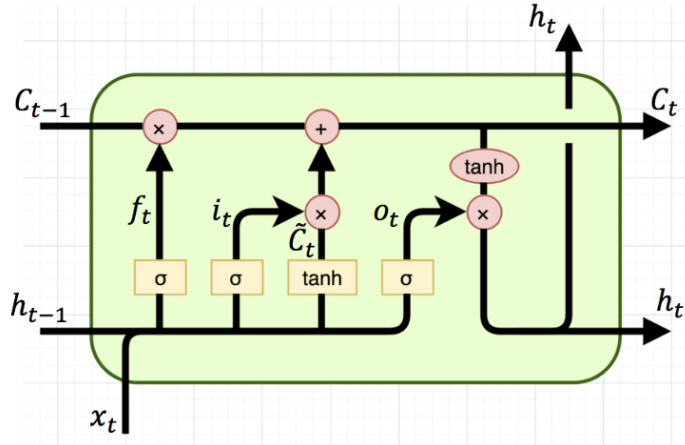 h_t
C_{t-1} × + C_t
tanh
f_t i_t × o_t ×
C̃_t
σ σ tanh σ
h_{t-1} h_t
x_t